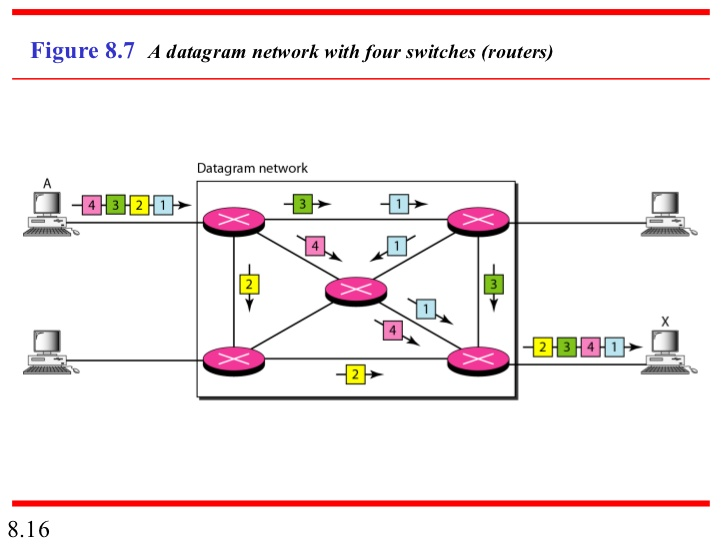 Figure 8.7 A datagram network with four switches (routers)
Datagram network
A
4 3 2 1
3
1
4
1
2
3
1
4
X
2 3 4 1
2
8.16